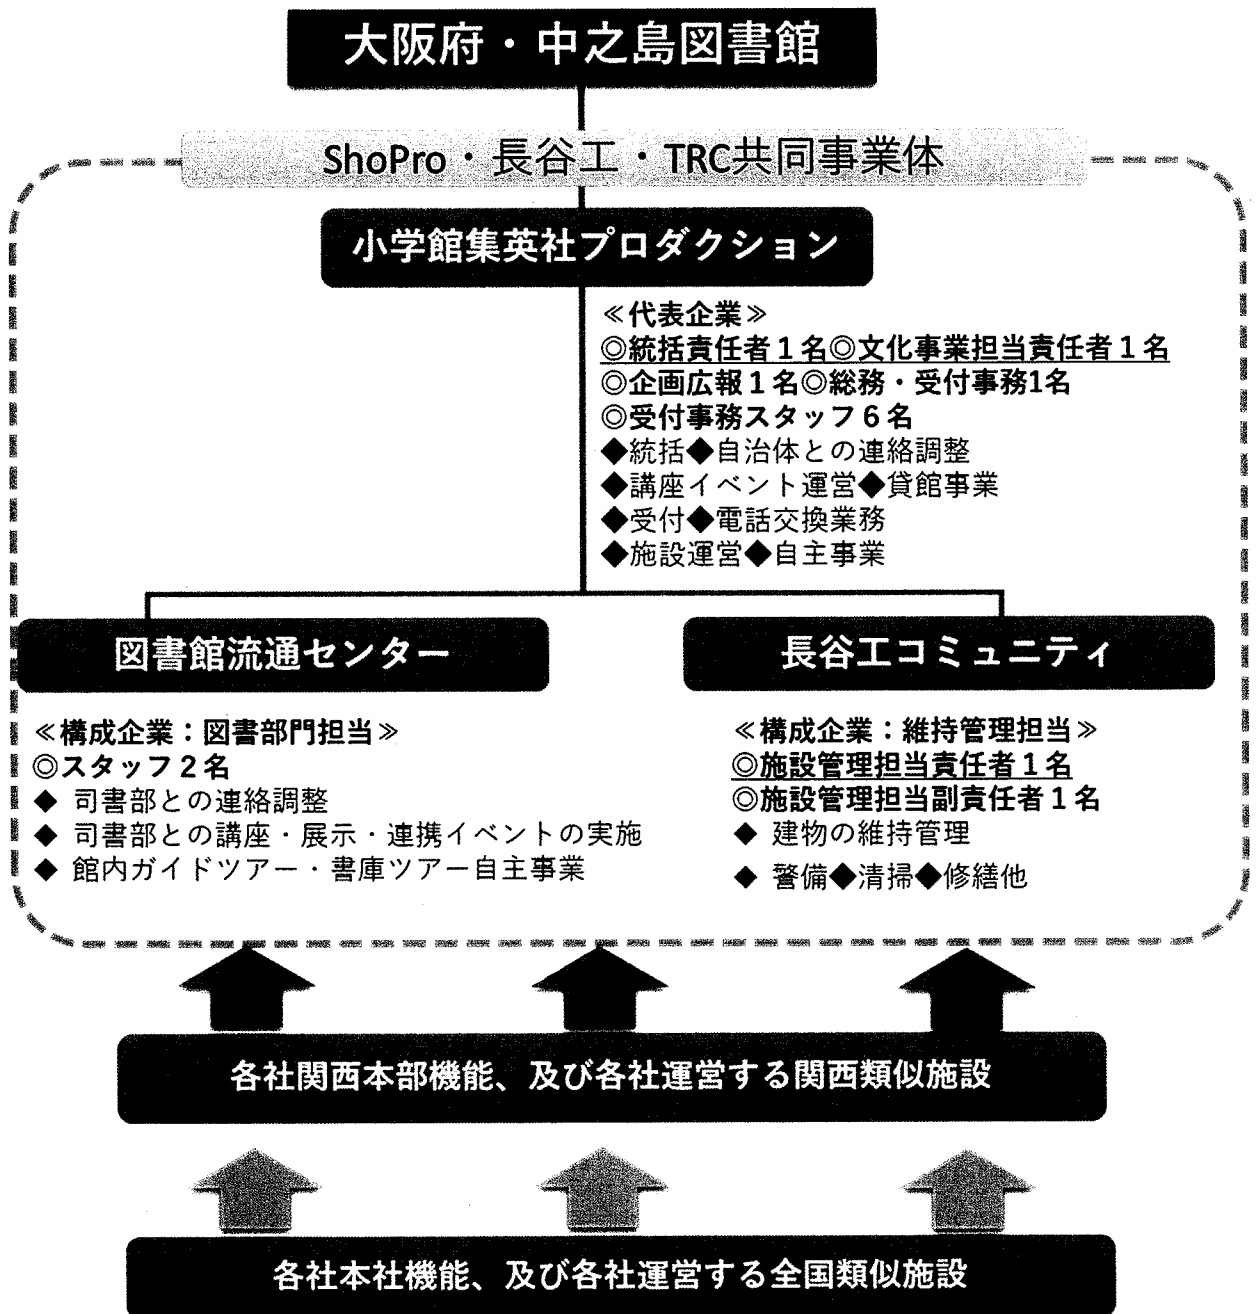 大阪府・中之島図書館
ShoPro・長谷工・TRC共同事業体
小学館集英社プロダクション
≪代表企業≫
◎統括責任者１名◎文化事業担当責任者１名
◎企画広報１名◎総務・受付事務1名
◎受付事務スタッフ６名
◆統括◆自治体との連絡調整
◆講座イベント運営◆貸館事業
◆受付◆電話交換業務
◆施設運営◆自主事業
図書館流通センター
≪構成企業：図書部門担当≫
◎スタッフ２名
◆ 司書部との連絡調整
◆ 司書部との講座・展示・連携イベントの実施
◆ 館内ガイドツアー・書庫ツアー自主事業
長谷工コミュニティ
≪構成企業：維持管理担当≫
◎施設管理担当責任者１名
◎施設管理担当副責任者１名
◆ 建物の維持管理
◆ 警備◆清掃◆修繕他
各社関西本部機能、及び各社運営する関西類似施設
各社本社機能、及び各社運営する全国類似施設